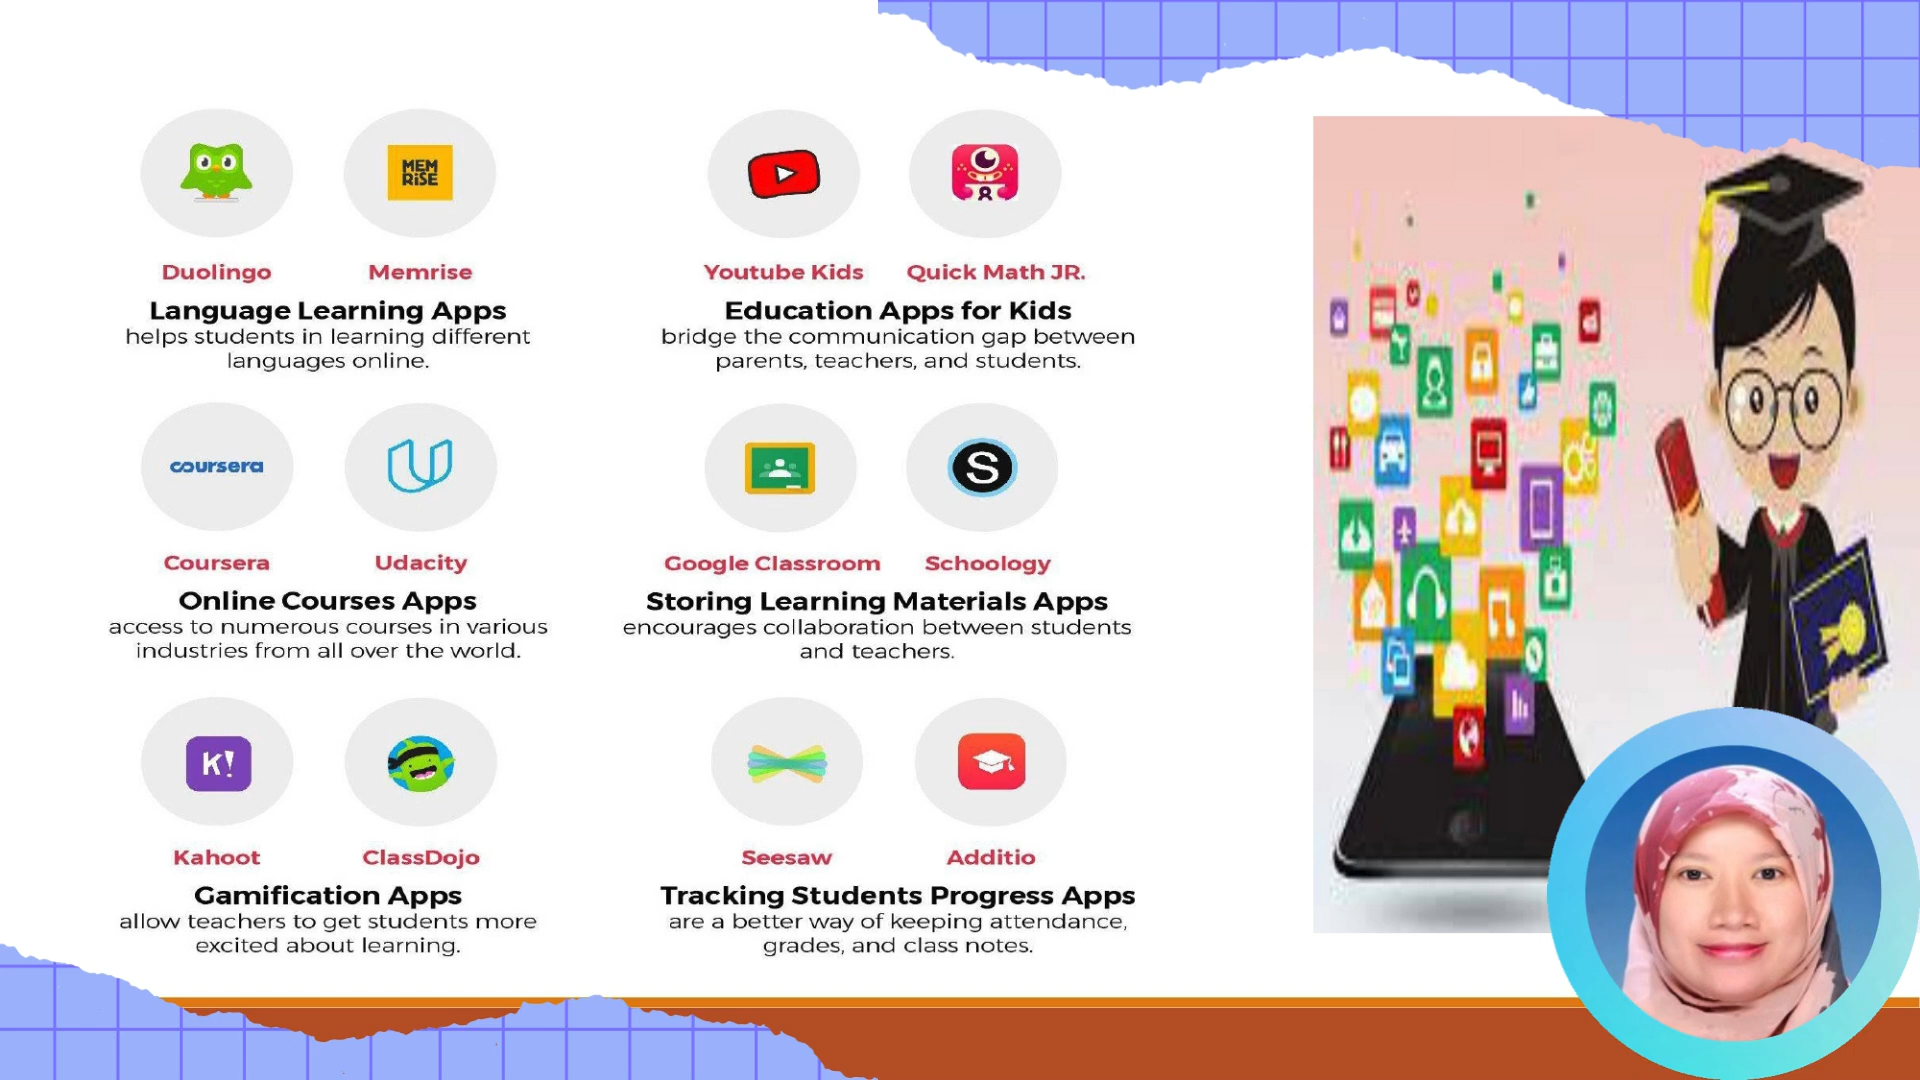 MEM
RiSE
Duolingo
Memrise
Language Learning Apps
helps students in learning different
languages online.
Youtube Kids
Quick Math JR.
Education Apps for Kids
bridge the communication gap between
parents, teachers, and students.
coursera
Coursera
Udacity
Online Courses Apps
access to numerous courses in various
industries from all over the world.
S
Google Classroom
Schoology
Storing Learning Materials Apps
encourages collaboration between students
and teachers.
K!
Kahoot
ClassDojo
Gamification Apps
allow teachers to get students more
excited about learning.
Seesaw
Additio
Tracking Students Progress Apps
are a better way of keeping attendance,
grades, and class notes.